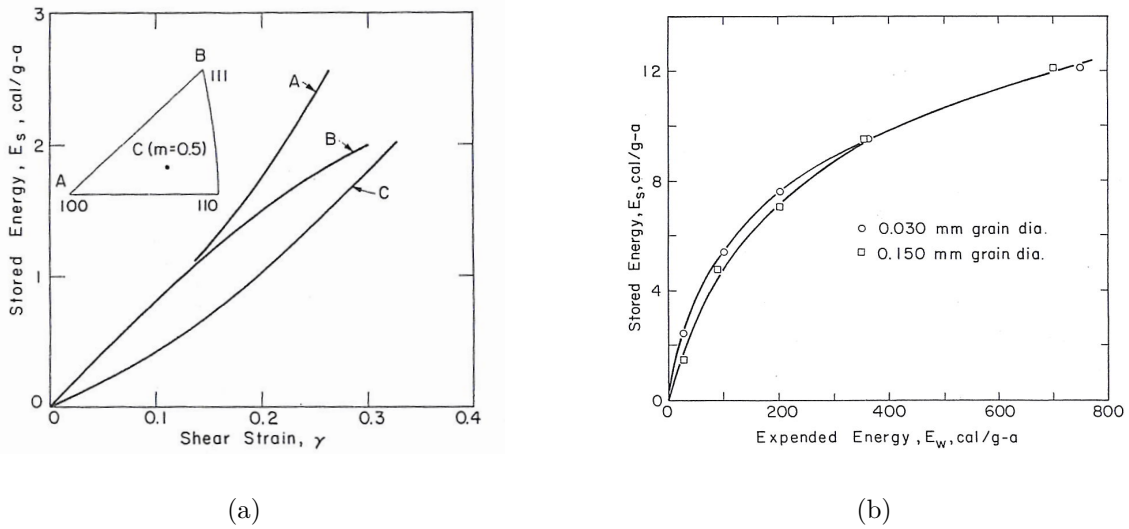 3
2
1
0
Stored Energy, Es, cal/g-a
0
0.1
0.2
0.3
0.4
Shear Strain, γ
A
B
C
B
111
C (m=0.5)
A
100
110
(a)
12
8
4
0
Stored Energy, Es, cal/g-a
0
200
400
600
800
Expended Energy, Ew, cal/g-a
0.030 mm grain dia.
0.150 mm grain dia.
(b)